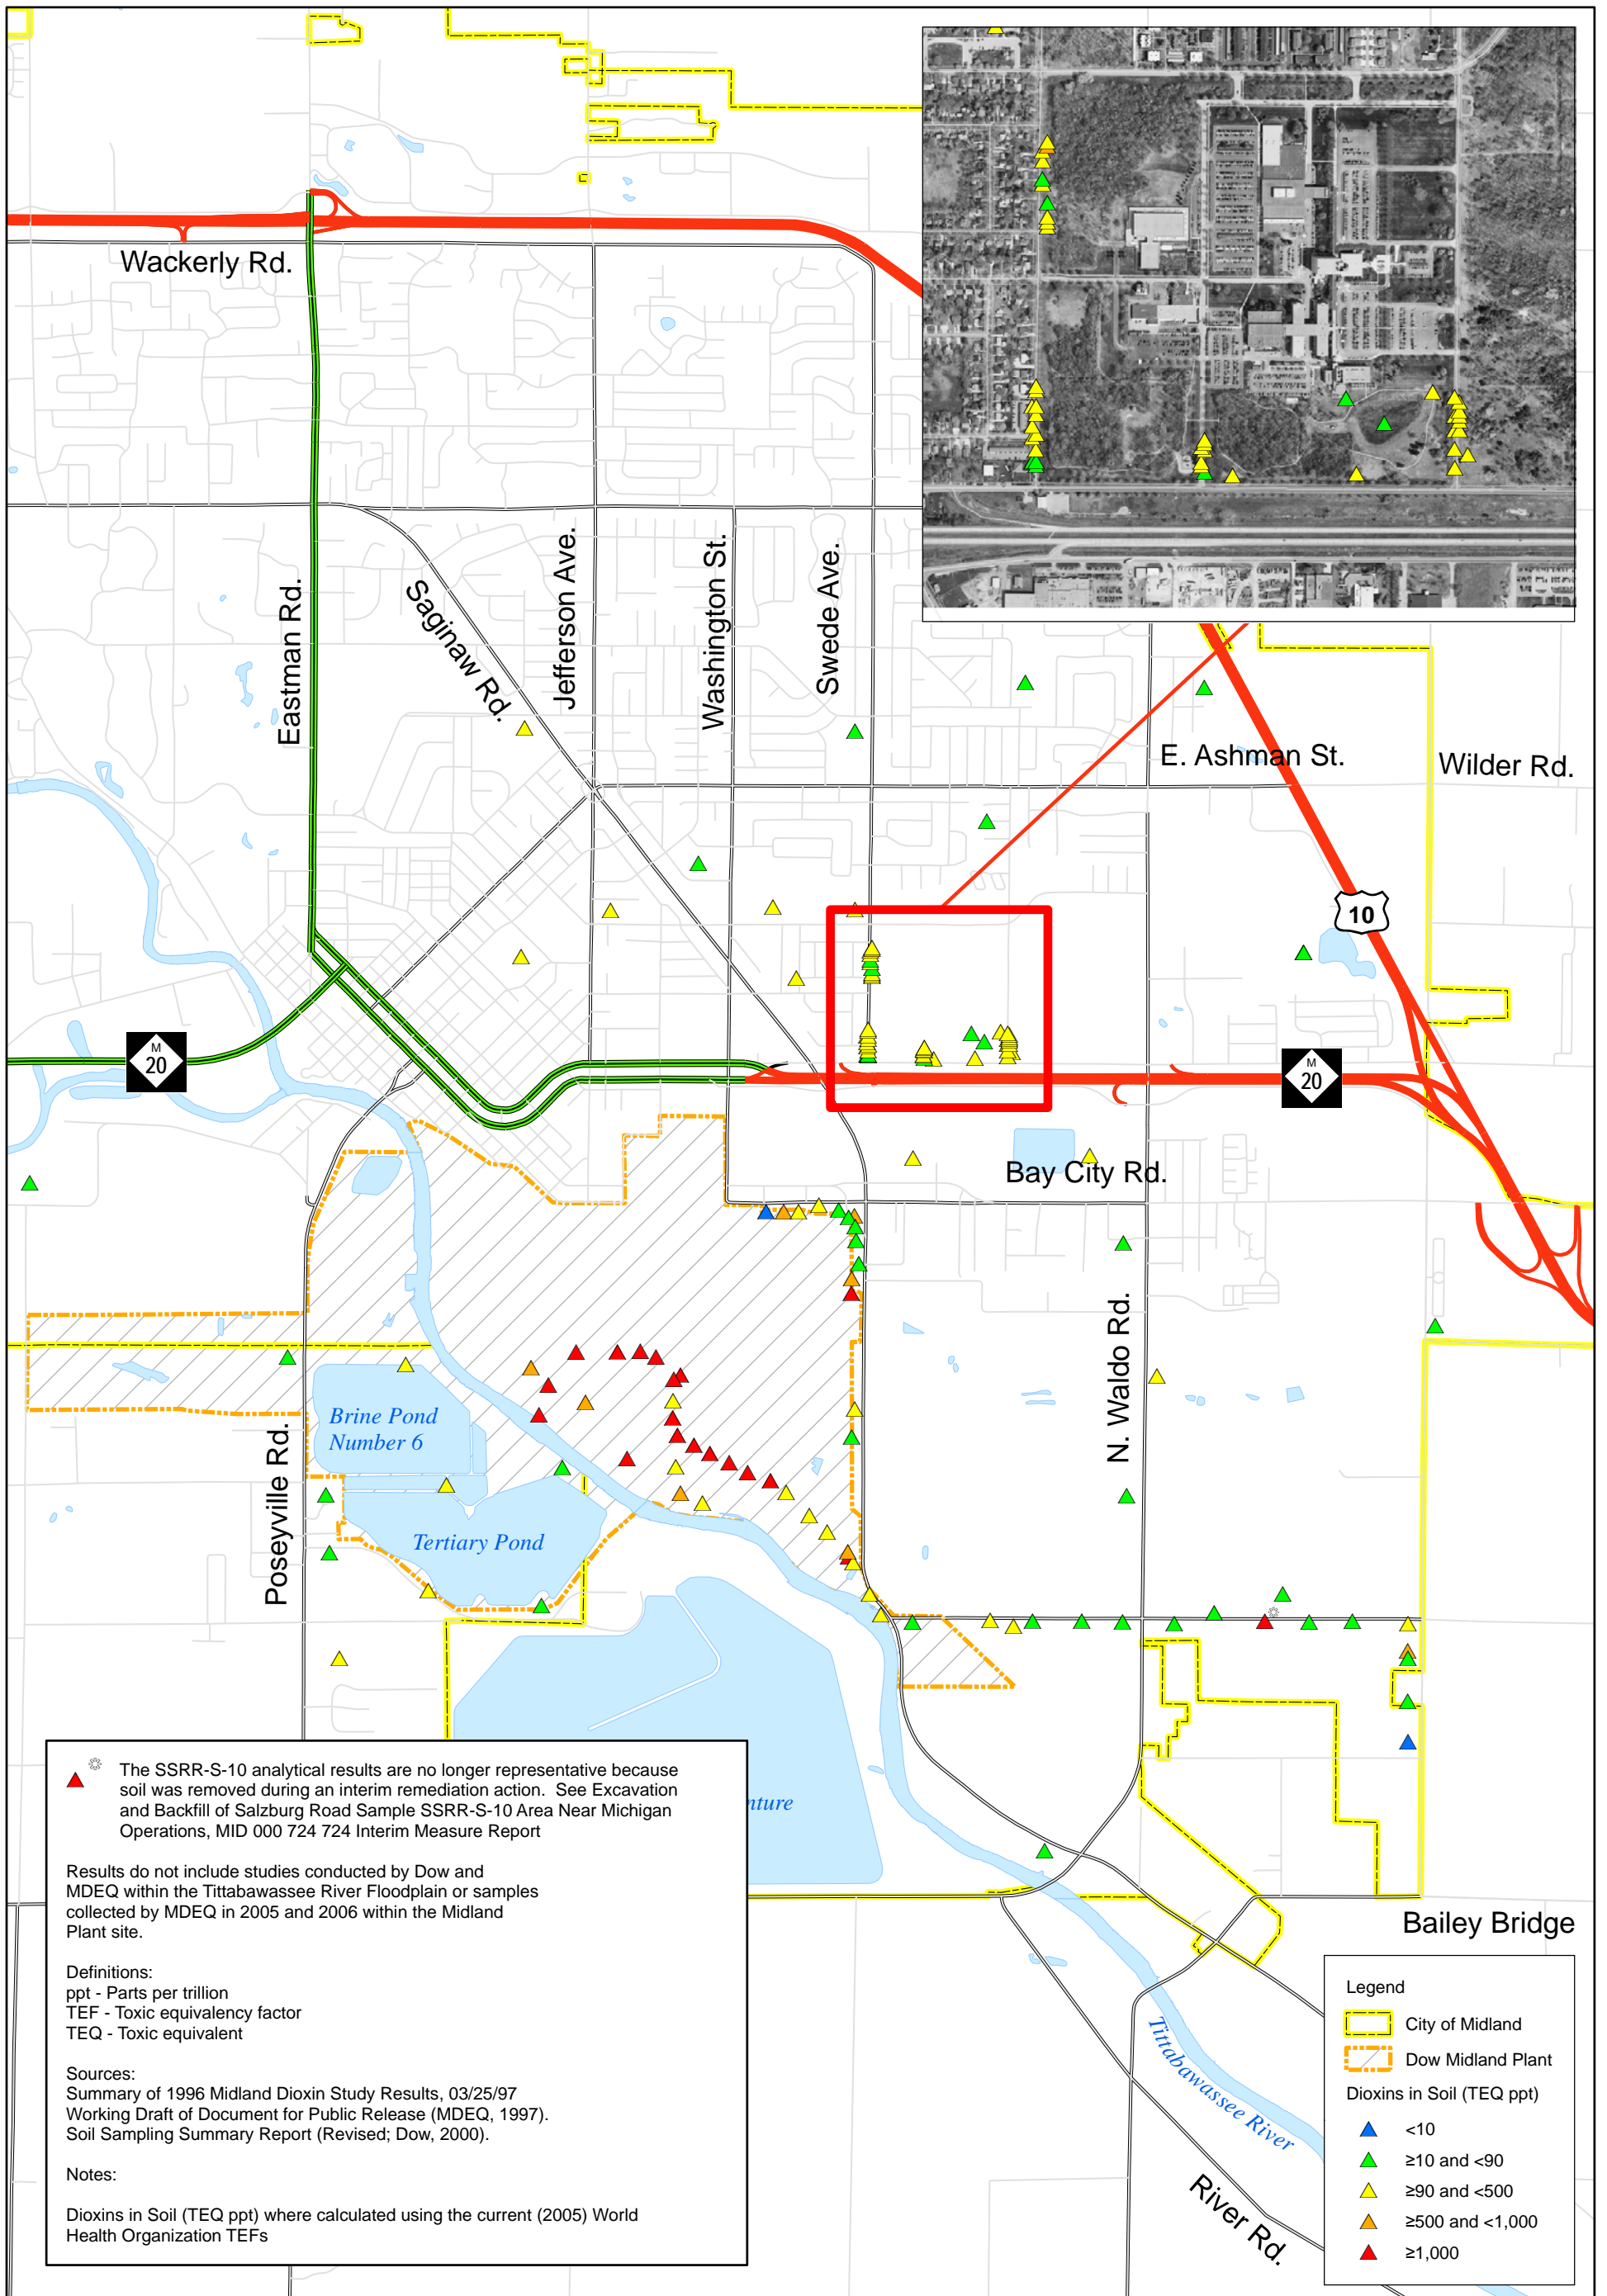 Wackerly Rd.
Eastman Rd.
Saginaw Rd.
Jefferson Ave.
Washington St.
Swede Ave.
E. Ashman St.
Wilder Rd.
10
M
20
M
20
Bay City Rd.
N. Waldo Rd.
Poseyville Rd.
Brine Pond
Number 6
Tertiary Pond
nture
Bailey Bridge
Tittabawassee River
River Rd.
The SSRR-S-10 analytical results are no longer representative because
soil was removed during an interim remediation action. See Excavation
and Backfill of Salzburg Road Sample SSRR-S-10 Area Near Michigan
Operations, MID 000 724 724 Interim Measure Report
Results do not include studies conducted by Dow and
MDEQ within the Tittabawassee River Floodplain or samples
collected by MDEQ in 2005 and 2006 within the Midland
Plant site.
Definitions:
ppt - Parts per trillion
TEF - Toxic equivalency factor
TEQ - Toxic equivalent
Sources:
Summary of 1996 Midland Dioxin Study Results, 03/25/97
Working Draft of Document for Public Release (MDEQ, 1997).
Soil Sampling Summary Report (Revised; Dow, 2000).
Notes:
Dioxins in Soil (TEQ ppt) where calculated using the current (2005) World
Health Organization TEFs
Legend
City of Midland
Dow Midland Plant
Dioxins in Soil (TEQ ppt)
<10
≥10 and <90
≥90 and <500
≥500 and <1,000
≥1,000